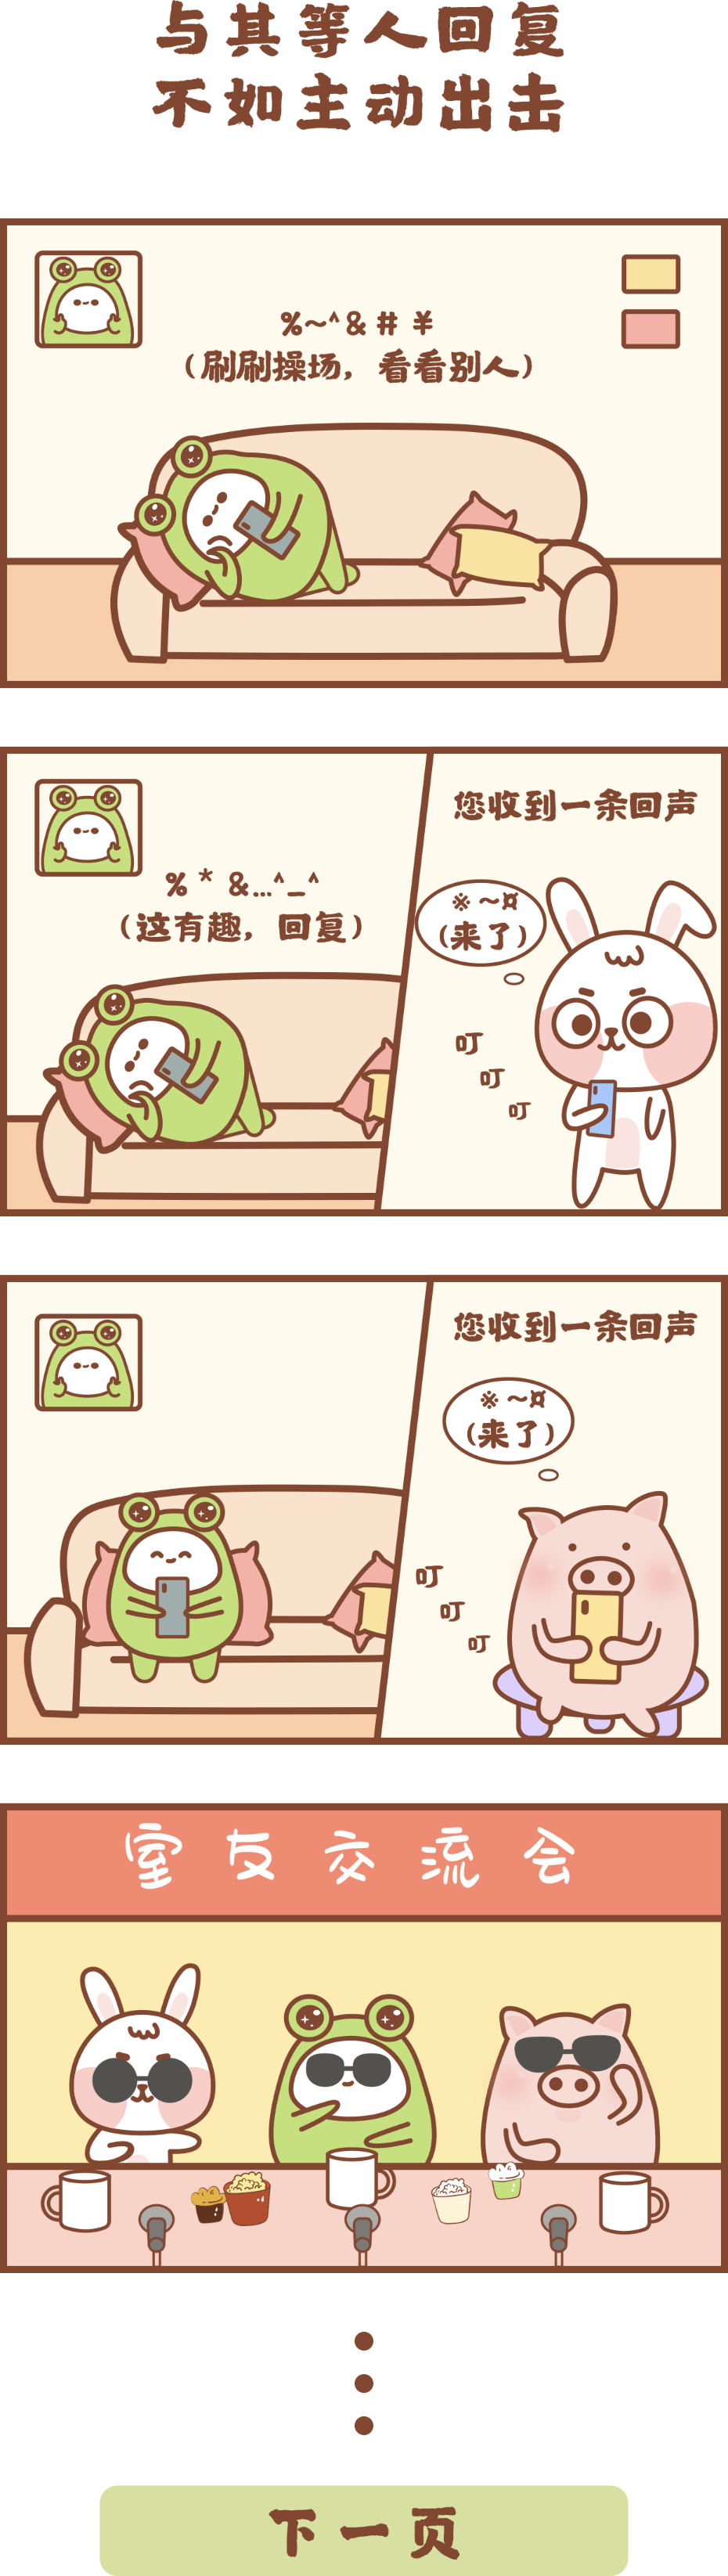 与其等人回复
不如主动出击
%～^&＃￥
（刷刷操场，看看别人）
%*&...^_^
（这有趣，回复）
您收到一条回声
※～¤
（来了）
叮
叮
叮
您收到一条回声
※～¤
（来了）
叮
叮
叮
室友交流会
下一页